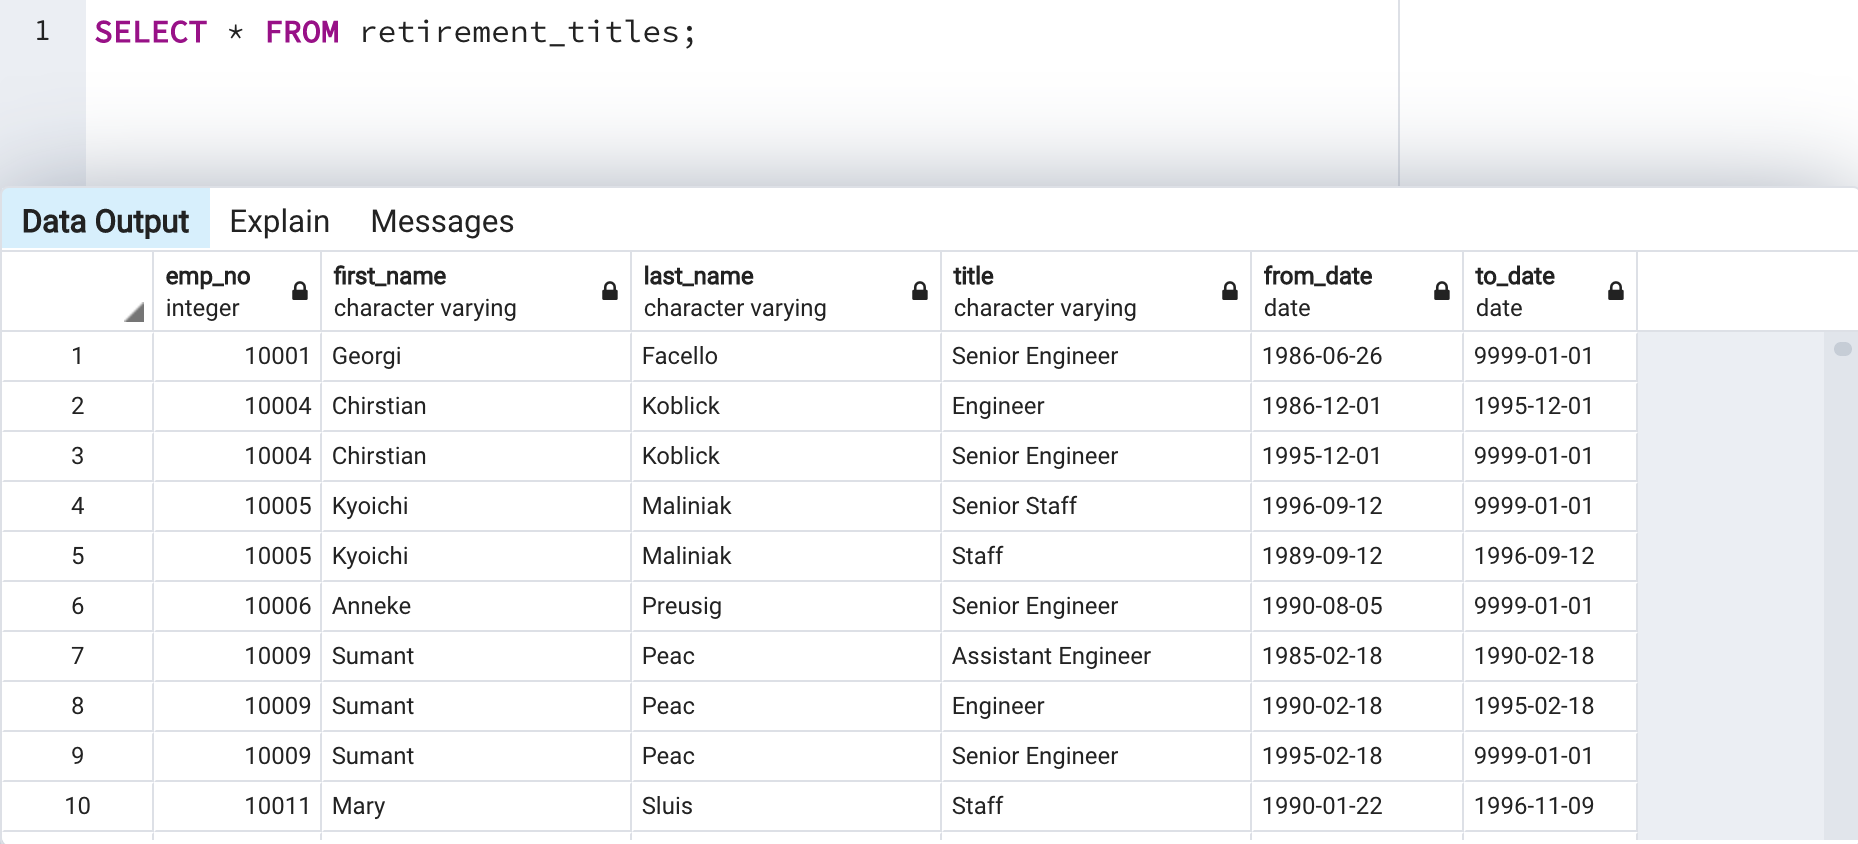 1 SELECT * FROM retirement_titles;
Data Output Explain Messages
emp_no first_name last_name title from_date to_date
integer character varying character varying character varying date date
1 10001 Georgi Facello Senior Engineer 1986-06-26 9999-01-01
2 10004 Chirstian Koblick Engineer 1986-12-01 1995-12-01
3 10004 Chirstian Koblick Senior Engineer 1995-12-01 9999-01-01
4 10005 Kyoichi Maliniak Senior Staff 1996-09-12 9999-01-01
5 10005 Kyoichi Maliniak Staff 1989-09-12 1996-09-12
6 10006 Anneke Preusig Senior Engineer 1990-08-05 9999-01-01
7 10009 Sumant Peac Assistant Engineer 1985-02-18 1990-02-18
8 10009 Sumant Peac Engineer 1990-02-18 1995-02-18
9 10009 Sumant Peac Senior Engineer 1995-02-18 9999-01-01
10 10011 Mary Sluis Staff 1990-01-22 1996-11-09